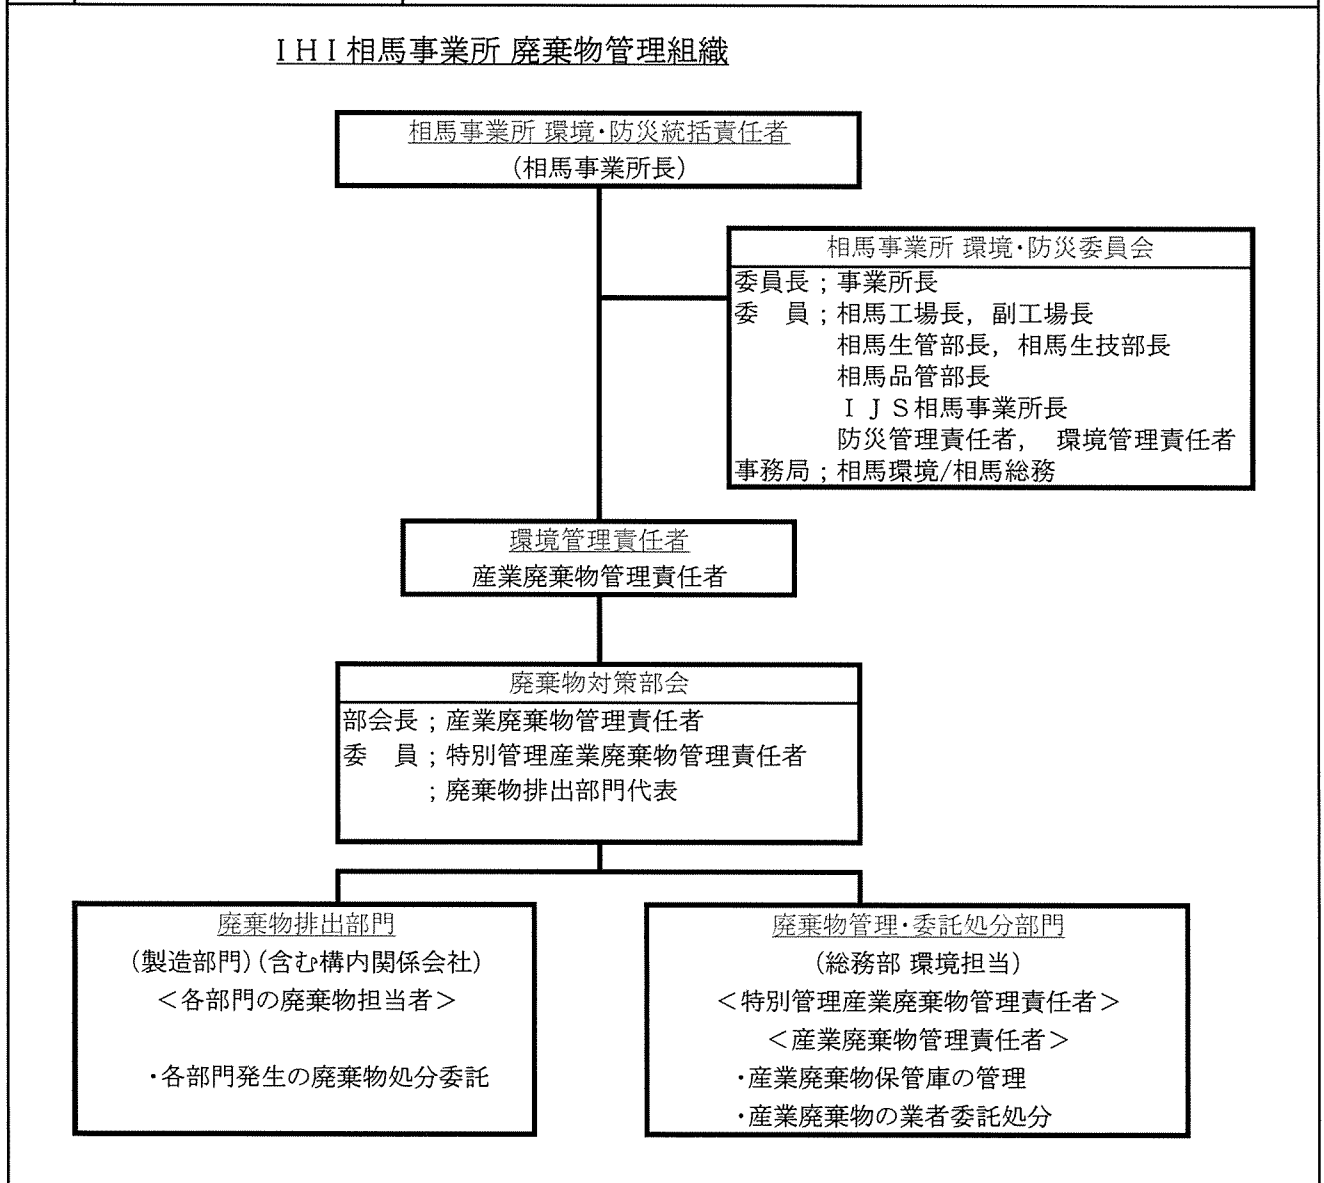 ＩＨＩ相馬事業所 廃棄物管理組織
相馬事業所 環境・防災統括責任者
(相馬事業所長)
相馬事業所 環境・防災委員会
委員長；事業所長
委　員；相馬工場長，副工場長
相馬生管部長，相馬生技部長
相馬品管部長
ＩＪＳ相馬事業所長
防災管理責任者，　環境管理責任者
事務局；相馬環境/相馬総務
環境管理責任者
産業廃棄物管理責任者
廃棄物対策部会
部会長；産業廃棄物管理責任者
委　員；特別管理産業廃棄物管理責任者
；廃棄物排出部門代表
廃棄物排出部門
(製造部門)(含む構内関係会社)
＜各部門の廃棄物担当者＞
・各部門発生の廃棄物処分委託
廃棄物管理・委託処分部門
(総務部 環境担当)
＜特別管理産業廃棄物管理責任者＞
＜産業廃棄物管理責任者＞
・産業廃棄物保管庫の管理
・産業廃棄物の業者委託処分